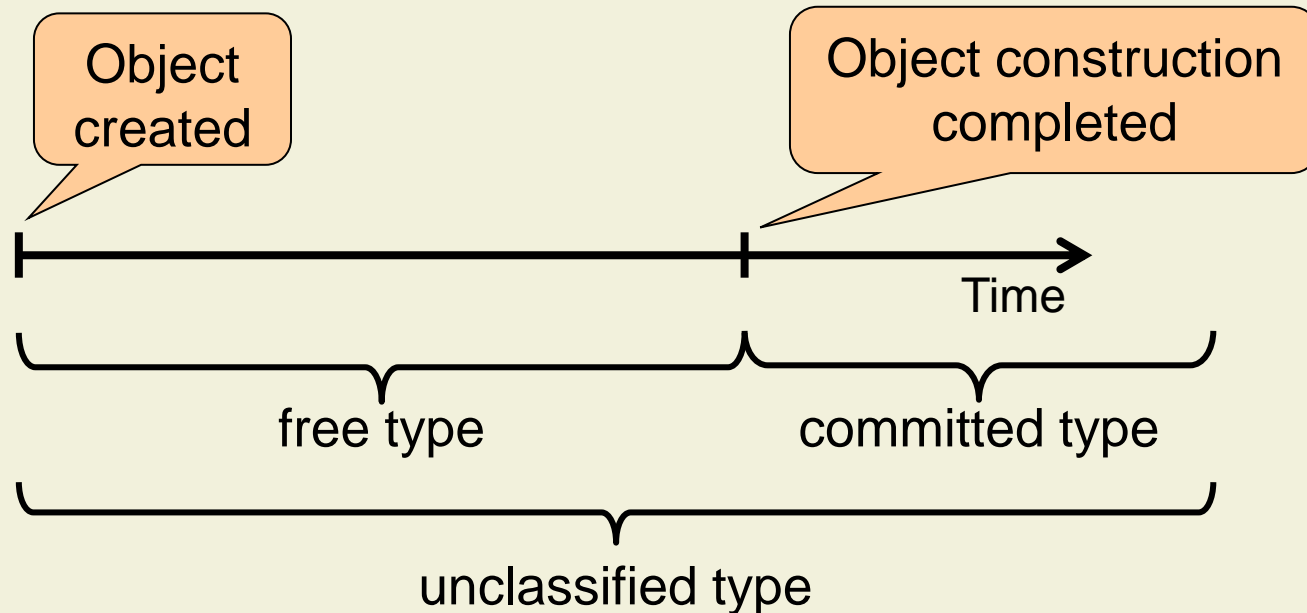 Object
created
Object construction
completed
Time
free type
committed type
unclassified type